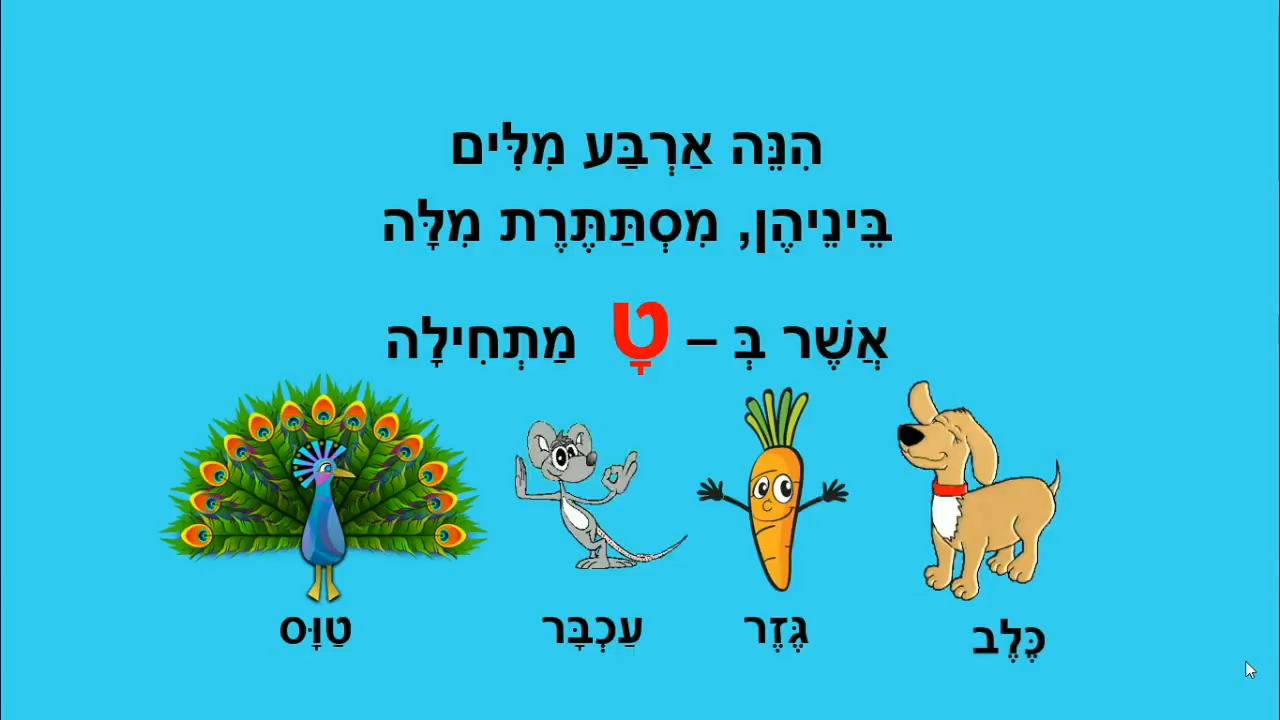 הִנֵּה אַרְבַּע מִלִּים
בֵּינֵיהֶן, מִסְתַּתֶּרֶת מִלָּה
אֲשֶׁר בְּ – טָ מַתְחִילָה
כֶּלֶב גֶּזֶר עַכְבָּר טַוָּס